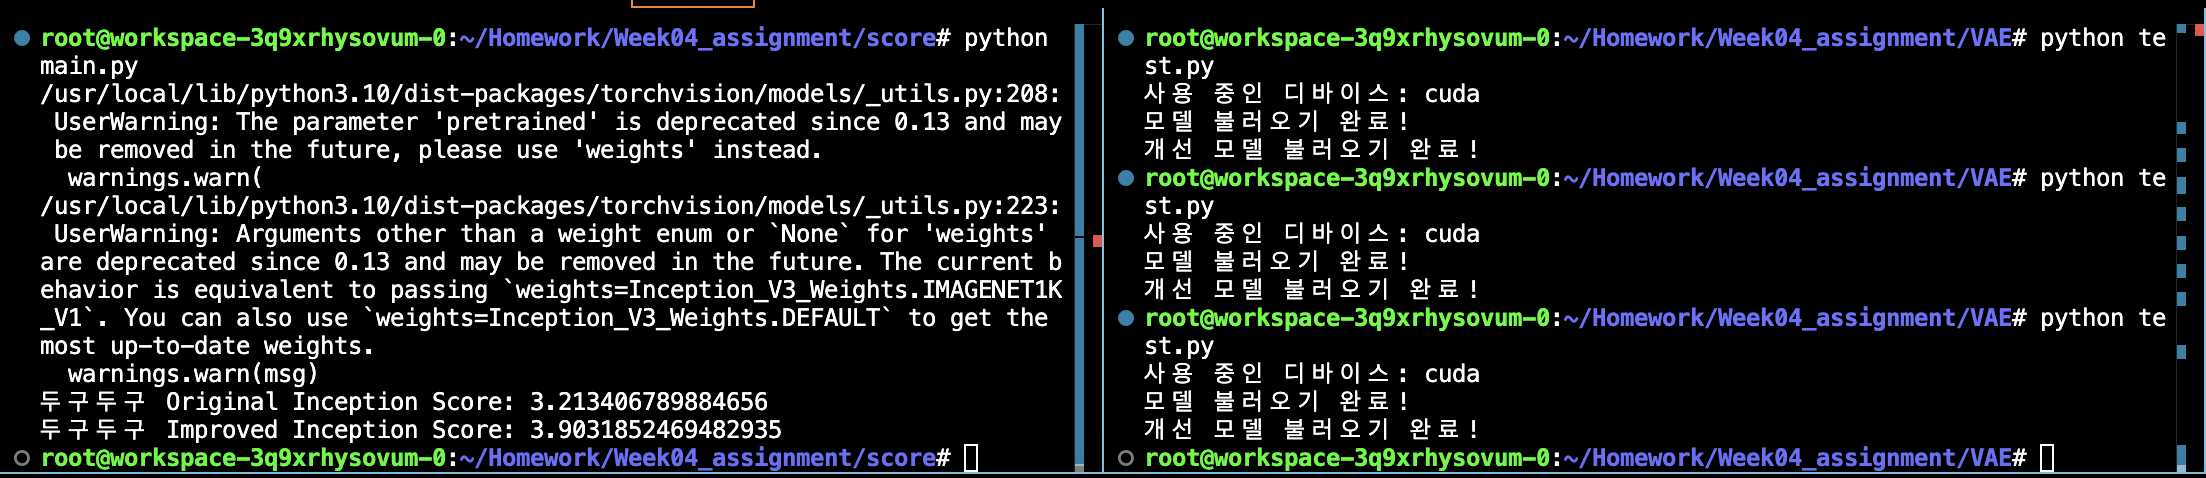 root@workspace-3q9xrhysovum-0:~/Homework/Week04_assignment/score# python
main.py
/usr/local/lib/python3.10/dist-packages/torchvision/models/_utils.py:208:
UserWarning: The parameter 'pretrained' is deprecated since 0.13 and may
be removed in the future, please use 'weights' instead.
warnings.warn(
/usr/local/lib/python3.10/dist-packages/torchvision/models/_utils.py:223:
UserWarning: Arguments other than a weight enum or `None` for 'weights'
are deprecated since 0.13 and may be removed in the future. The current b
ehavior is equivalent to passing `weights=Inception_V3_Weights.IMAGENET1K
_V1`. You can also use `weights=Inception_V3_Weights.DEFAULT` to get the
most up-to-date weights.
warnings.warn(msg)
두구두구 Original Inception Score: 3.213406789884656
두구두구 Improved Inception Score: 3.9031852469482935
root@workspace-3q9xrhysovum-0:~/Homework/Week04_assignment/score#
root@workspace-3q9xrhysovum-0:~/Homework/Week04_assignment/VAE# python te
st.py
사용 중인 디바이스: cuda
모델 불러오기 완료!
개선 모델 불러오기 완료!
root@workspace-3q9xrhysovum-0:~/Homework/Week04_assignment/VAE# python te
st.py
사용 중인 디바이스: cuda
모델 불러오기 완료!
개선 모델 불러오기 완료!
root@workspace-3q9xrhysovum-0:~/Homework/Week04_assignment/VAE# python te
st.py
사용 중인 디바이스: cuda
모델 불러오기 완료!
개선 모델 불러오기 완료!
root@workspace-3q9xrhysovum-0:~/Homework/Week04_assignment/VAE#